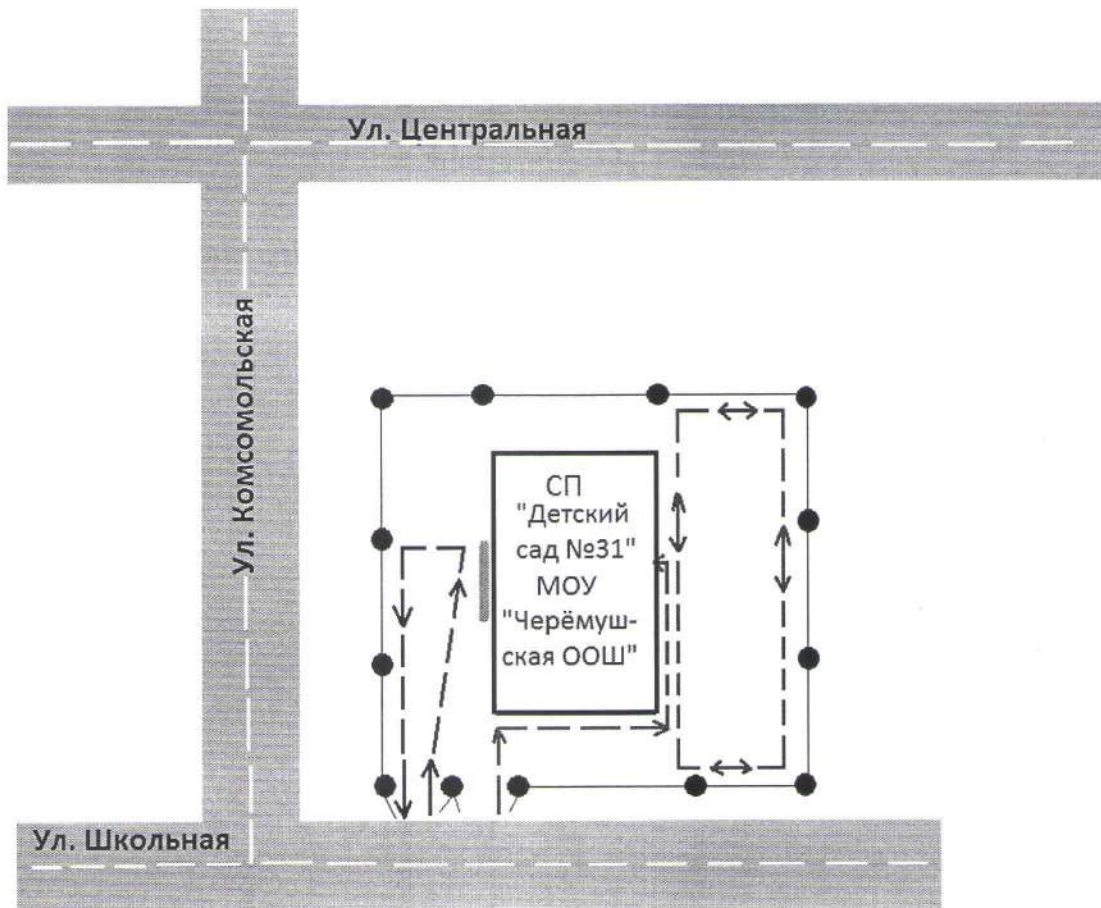 Ул. Центральная
Ул. Комсомольская
СП
"Детский
сад №31"
МОУ
"Черёмуш-
ская ООШ"
Ул. Школьная